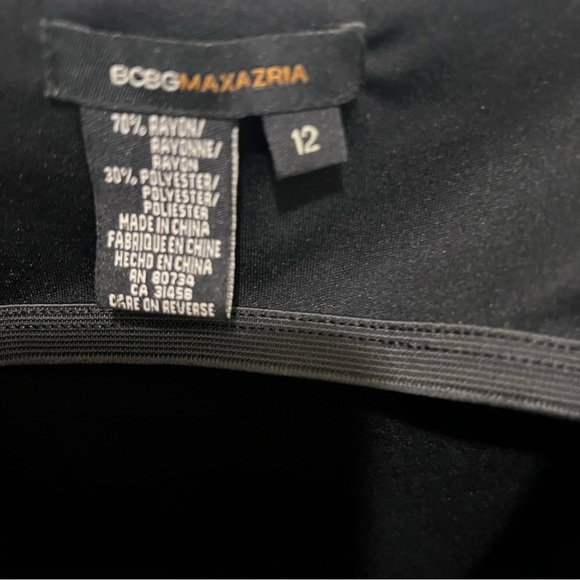 BCBGMAXAZRIA
12
70% RAYON/
RAYONNE/
RAYON
30% POLYESTER/
POLYESTER/
POLIESTER
MADE IN CHINA
FABRIQUE EN CHINE
HECHO EN CHINA
RN 80734
CA 31456
CARE ON REVERSE